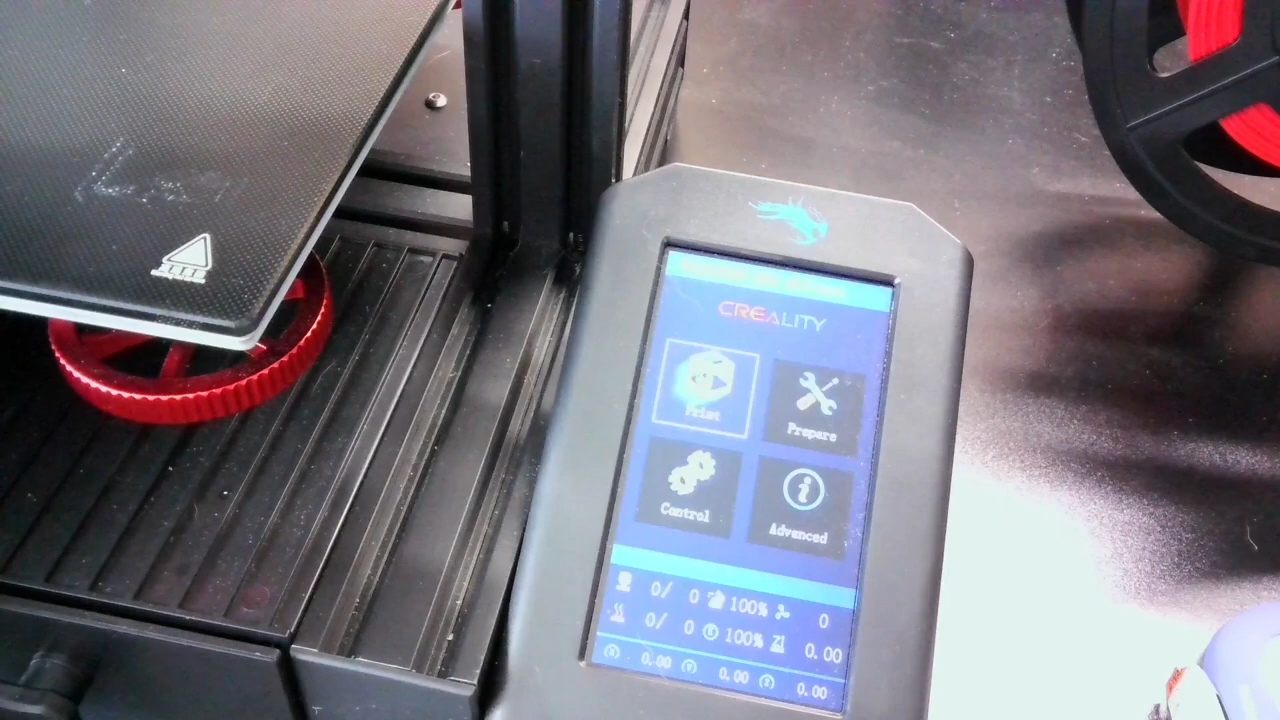 CREALITY
Print
Prepare
Control
Advanced
0/ 0 100% 0
0/ 0 100% 0.00
0.00 0.00 0.00